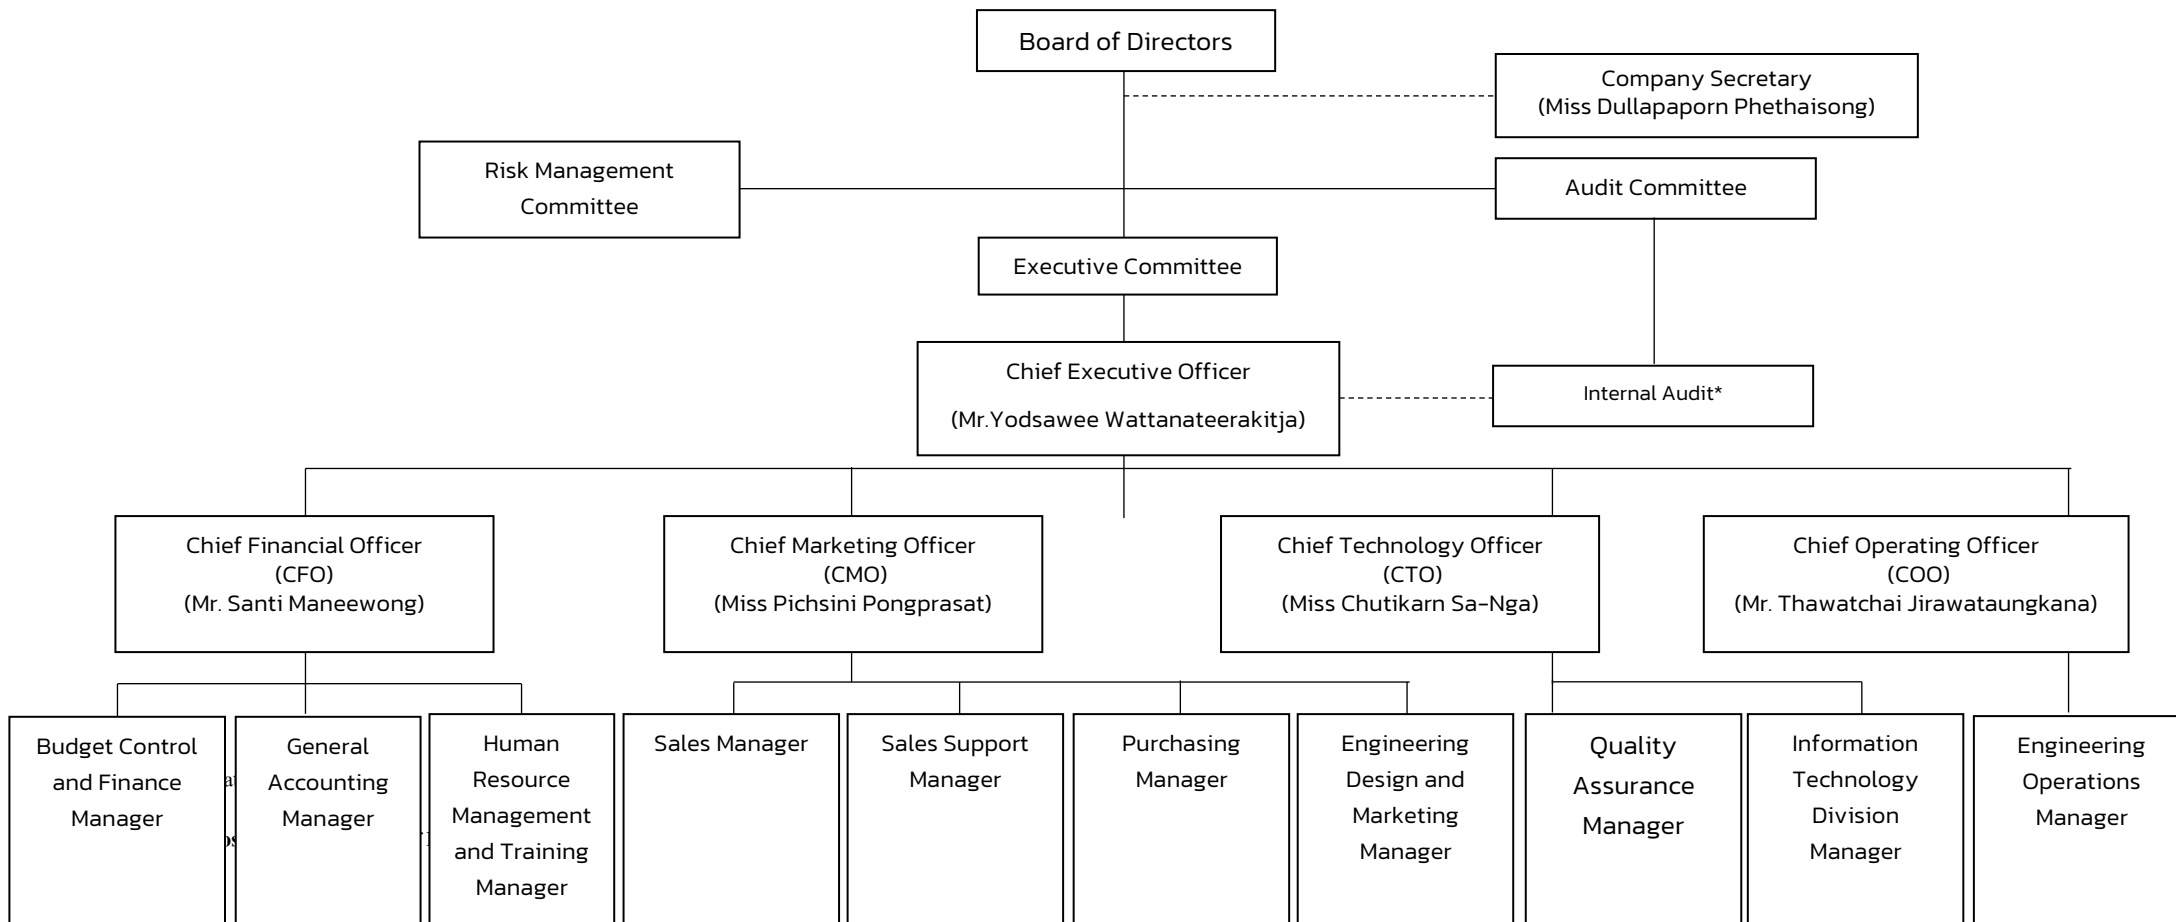 Board of Directors
Company Secretary
(Miss Dullapaporn Phethaisong)
Risk Management
Committee
Audit Committee
Executive Committee
Chief Executive Officer
(Mr.Yodsawee Wattanateerakitja)
Internal Audit*
Chief Financial Officer
(CFO)
(Mr. Santi Maneewong)
Chief Marketing Officer
(CMO)
(Miss Pichsini Pongprasat)
Chief Technology Officer
(CTO)
(Miss Chutikarn Sa-Nga)
Chief Operating Officer
(COO)
(Mr. Thawatchai Jirawataungkana)
Budget Control
and Finance
Manager
General
Accounting
Manager
Human
Resource
Management
and Training
Manager
Sales Manager
Sales Support
Manager
Purchasing
Manager
Engineering
Design and
Marketing
Manager
Quality
Assurance
Manager
Information
Technology
Division
Manager
Engineering
Operations
Manager